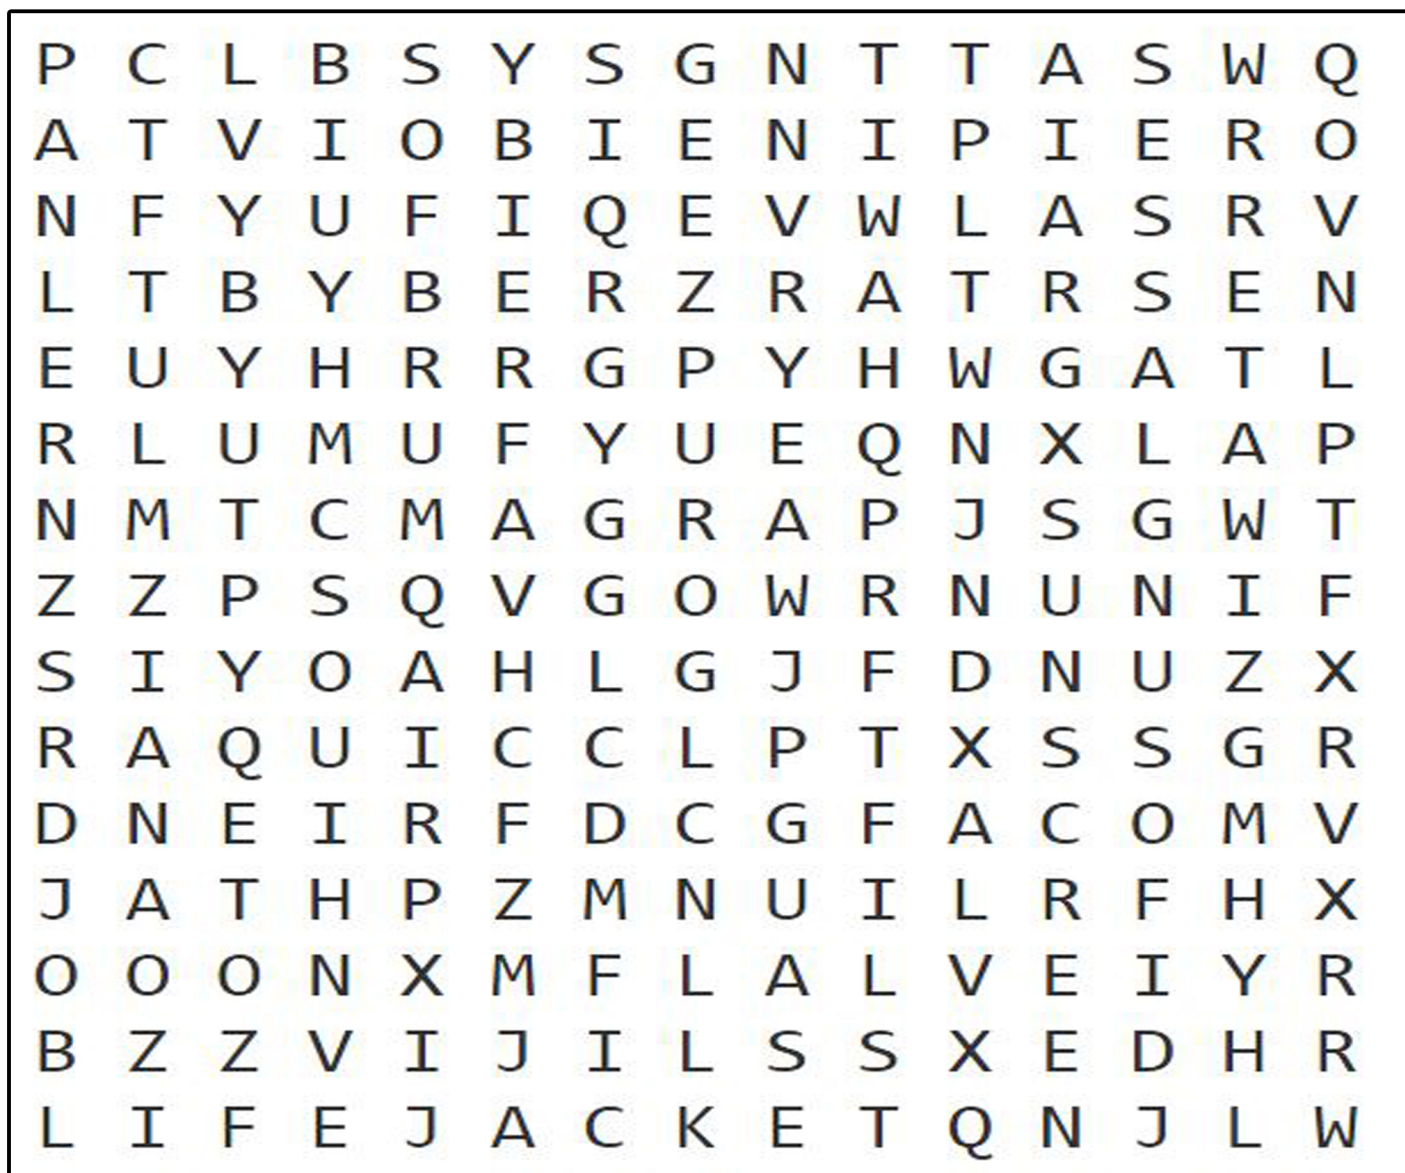 P C L B S Y S G N T T A S W Q
A T V I O B I E N I P I E R O
N F Y U F I Q E V W L A S R V
L T B Y B E R Z R A T R S E N
E U Y H R R G P Y H W G A T L
R L U M U F Y U E Q N X L A P
N M T C M A G R A P J S G W T
Z Z P S Q V G O W R N U N I F
S I Y O A H L G J F D N U Z X
R A Q U I C C L P T X S S G R
D N E I R F D C G F A C O M V
J A T H P Z M N U I L R F H X
O O O N X M F L A L V E I Y R
B Z Z V I J I L S S X E D H R
L I F E J A C K E T Q N J L W